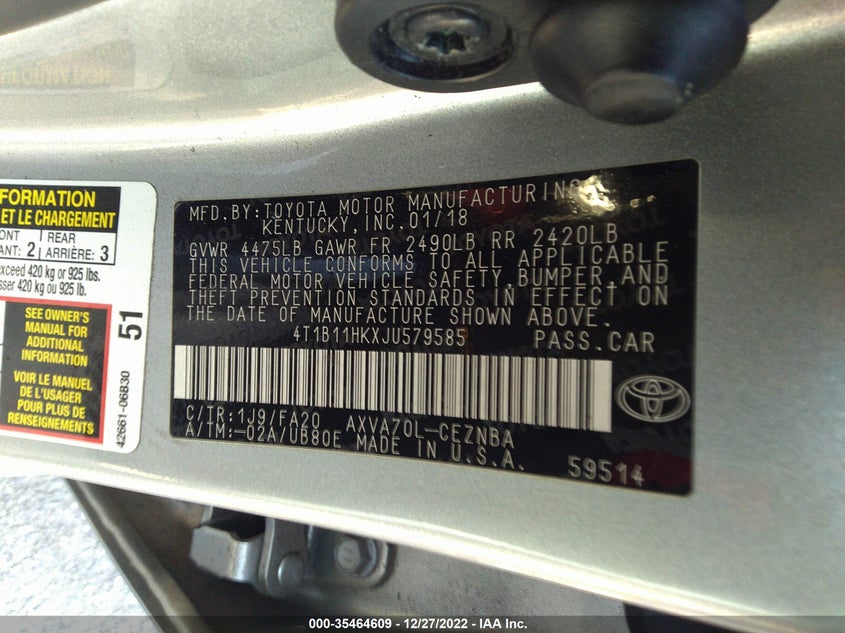 FORMATION
ET LE CHARGEMENT
ONT REAR
ANT: 2 ARRIÈRE: 3
exceed 420 kg or 925 lbs.
sser 420 kg ou 925 lb.
SEE OWNER'S
MANUAL FOR
ADDITIONAL
INFORMATION
VOIR LE MANUEL
DE L'USAGER
POUR PLUS DE
RENSEIGNEMENTS
51
42661-06B30
MFD.BY:TOYOTA MOTOR MANUFACTURING
KENTUCKY,INC.01/18
GVWR 4475LB GAWR FR 2490LB RR 2420LB
THIS VEHICLE CONFORMS TO ALL APPLICABLE
FEDERAL MOTOR VEHICLE SAFETY,BUMPER,AND
THEFT PREVENTION STANDARDS IN EFFECT ON
THE DATE OF MANUFACTURE SHOWN ABOVE.
4T1B11HKXJU579585 PASS.CAR
C/TR:1J9/FA20 AXVA70L-CEZNBA
A/TM:-02A/UB80E MADE IN U.S.A.
59514
000-35464609 - 12/27/2022 - IAA Inc.